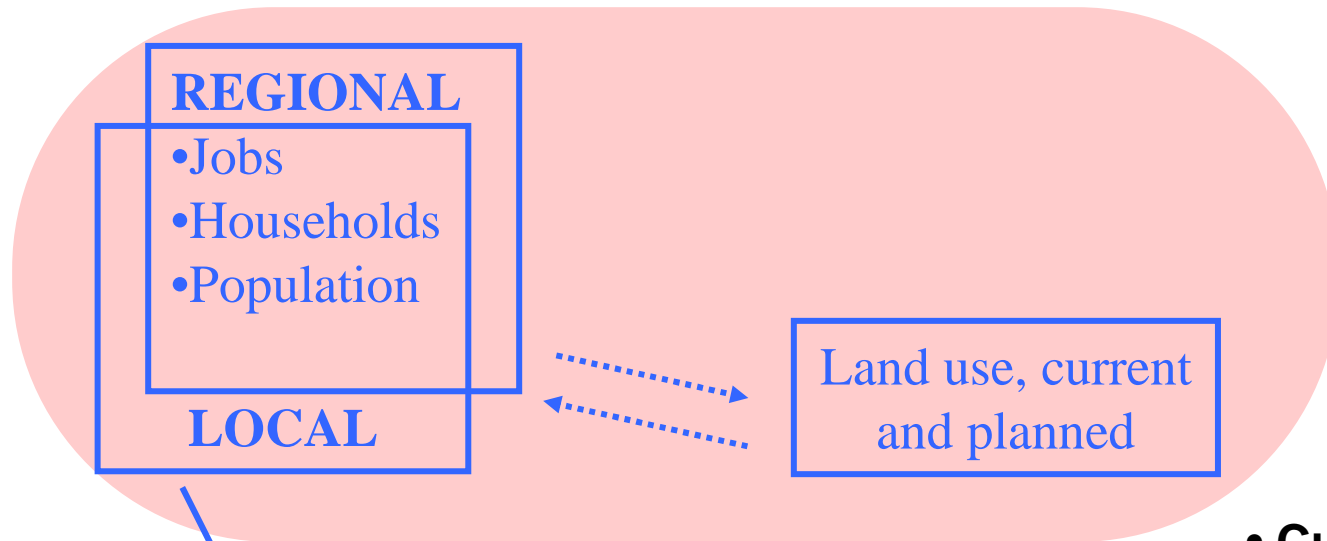 REGIONAL
•Jobs
•Households
•Population
LOCAL
Land use, current
and planned